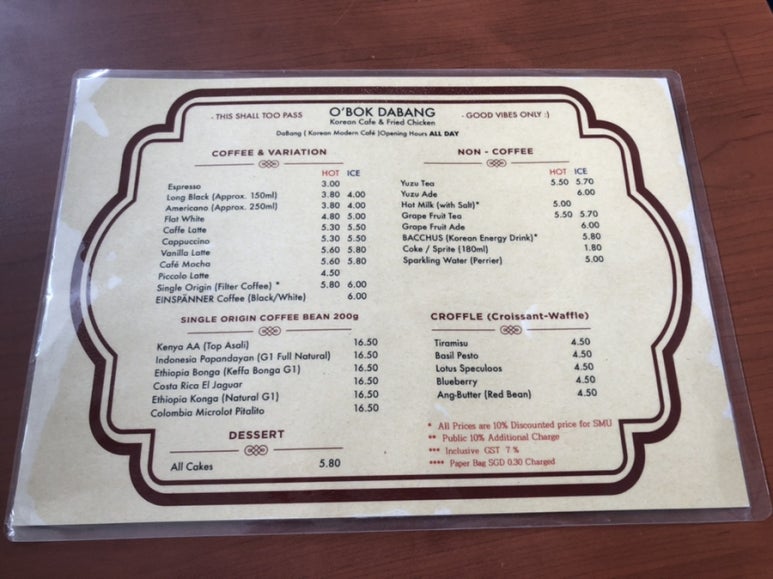 - THIS SHALL TOO PASS
O'BOK DABANG
- GOOD VIBES ONLY :)
Korean Cafe & Fried Chicken
DaBang ( Korean Modern Café )Opening Hours ALL DAY
COFFEE & VARIATION
HOT ICE
Espresso 3.00
Long Black (Approx. 150ml) 3.80 4.00
Americano (Approx. 250ml) 3.80 4.00
Flat White 4.80 5.00
Caffe Latte 5.30 5.50
Cappuccino 5.30 5.50
Vanilla Latte 5.60 5.80
Café Mocha 5.60 5.80
Piccolo Latte 4.50
Single Origin (Filter Coffee) * 5.80 6.00
EINSPÄNNER Coffee (Black/White) 6.00
SINGLE ORIGIN COFFEE BEAN 200g
Kenya AA (Top Asali) 16.50
Indonesia Papandayan (G1 Full Natural) 16.50
Ethiopia Bonga (Keffa Bonga G1) 16.50
Costa Rica El Jaguar 16.50
Ethiopia Konga (Natural G1) 16.50
Colombia Microlot Pitalito 16.50
DESSERT
All Cakes 5.80
NON - COFFEE
HOT ICE
Yuzu Tea 5.50 5.70
Yuzu Ade 6.00
Hot Milk (with Salt)* 5.00
Grape Fruit Tea 5.50 5.70
Grape Fruit Ade 6.00
BACCHUS (Korean Energy Drink)* 5.80
Coke / Sprite (180ml) 1.80
Sparkling Water (Perrier) 5.00
CROFFLE (Croissant-Waffle)
Tiramisu 4.50
Basil Pesto 4.50
Lotus Speculoos 4.50
Blueberry 4.50
Ang-Butter (Red Bean) 4.50
* All Prices are 10% Discounted price for SMU
** Public 10% Additional Charge
*** Inclusive GST 7 %
**** Paper Bag SGD 0.30 Charged